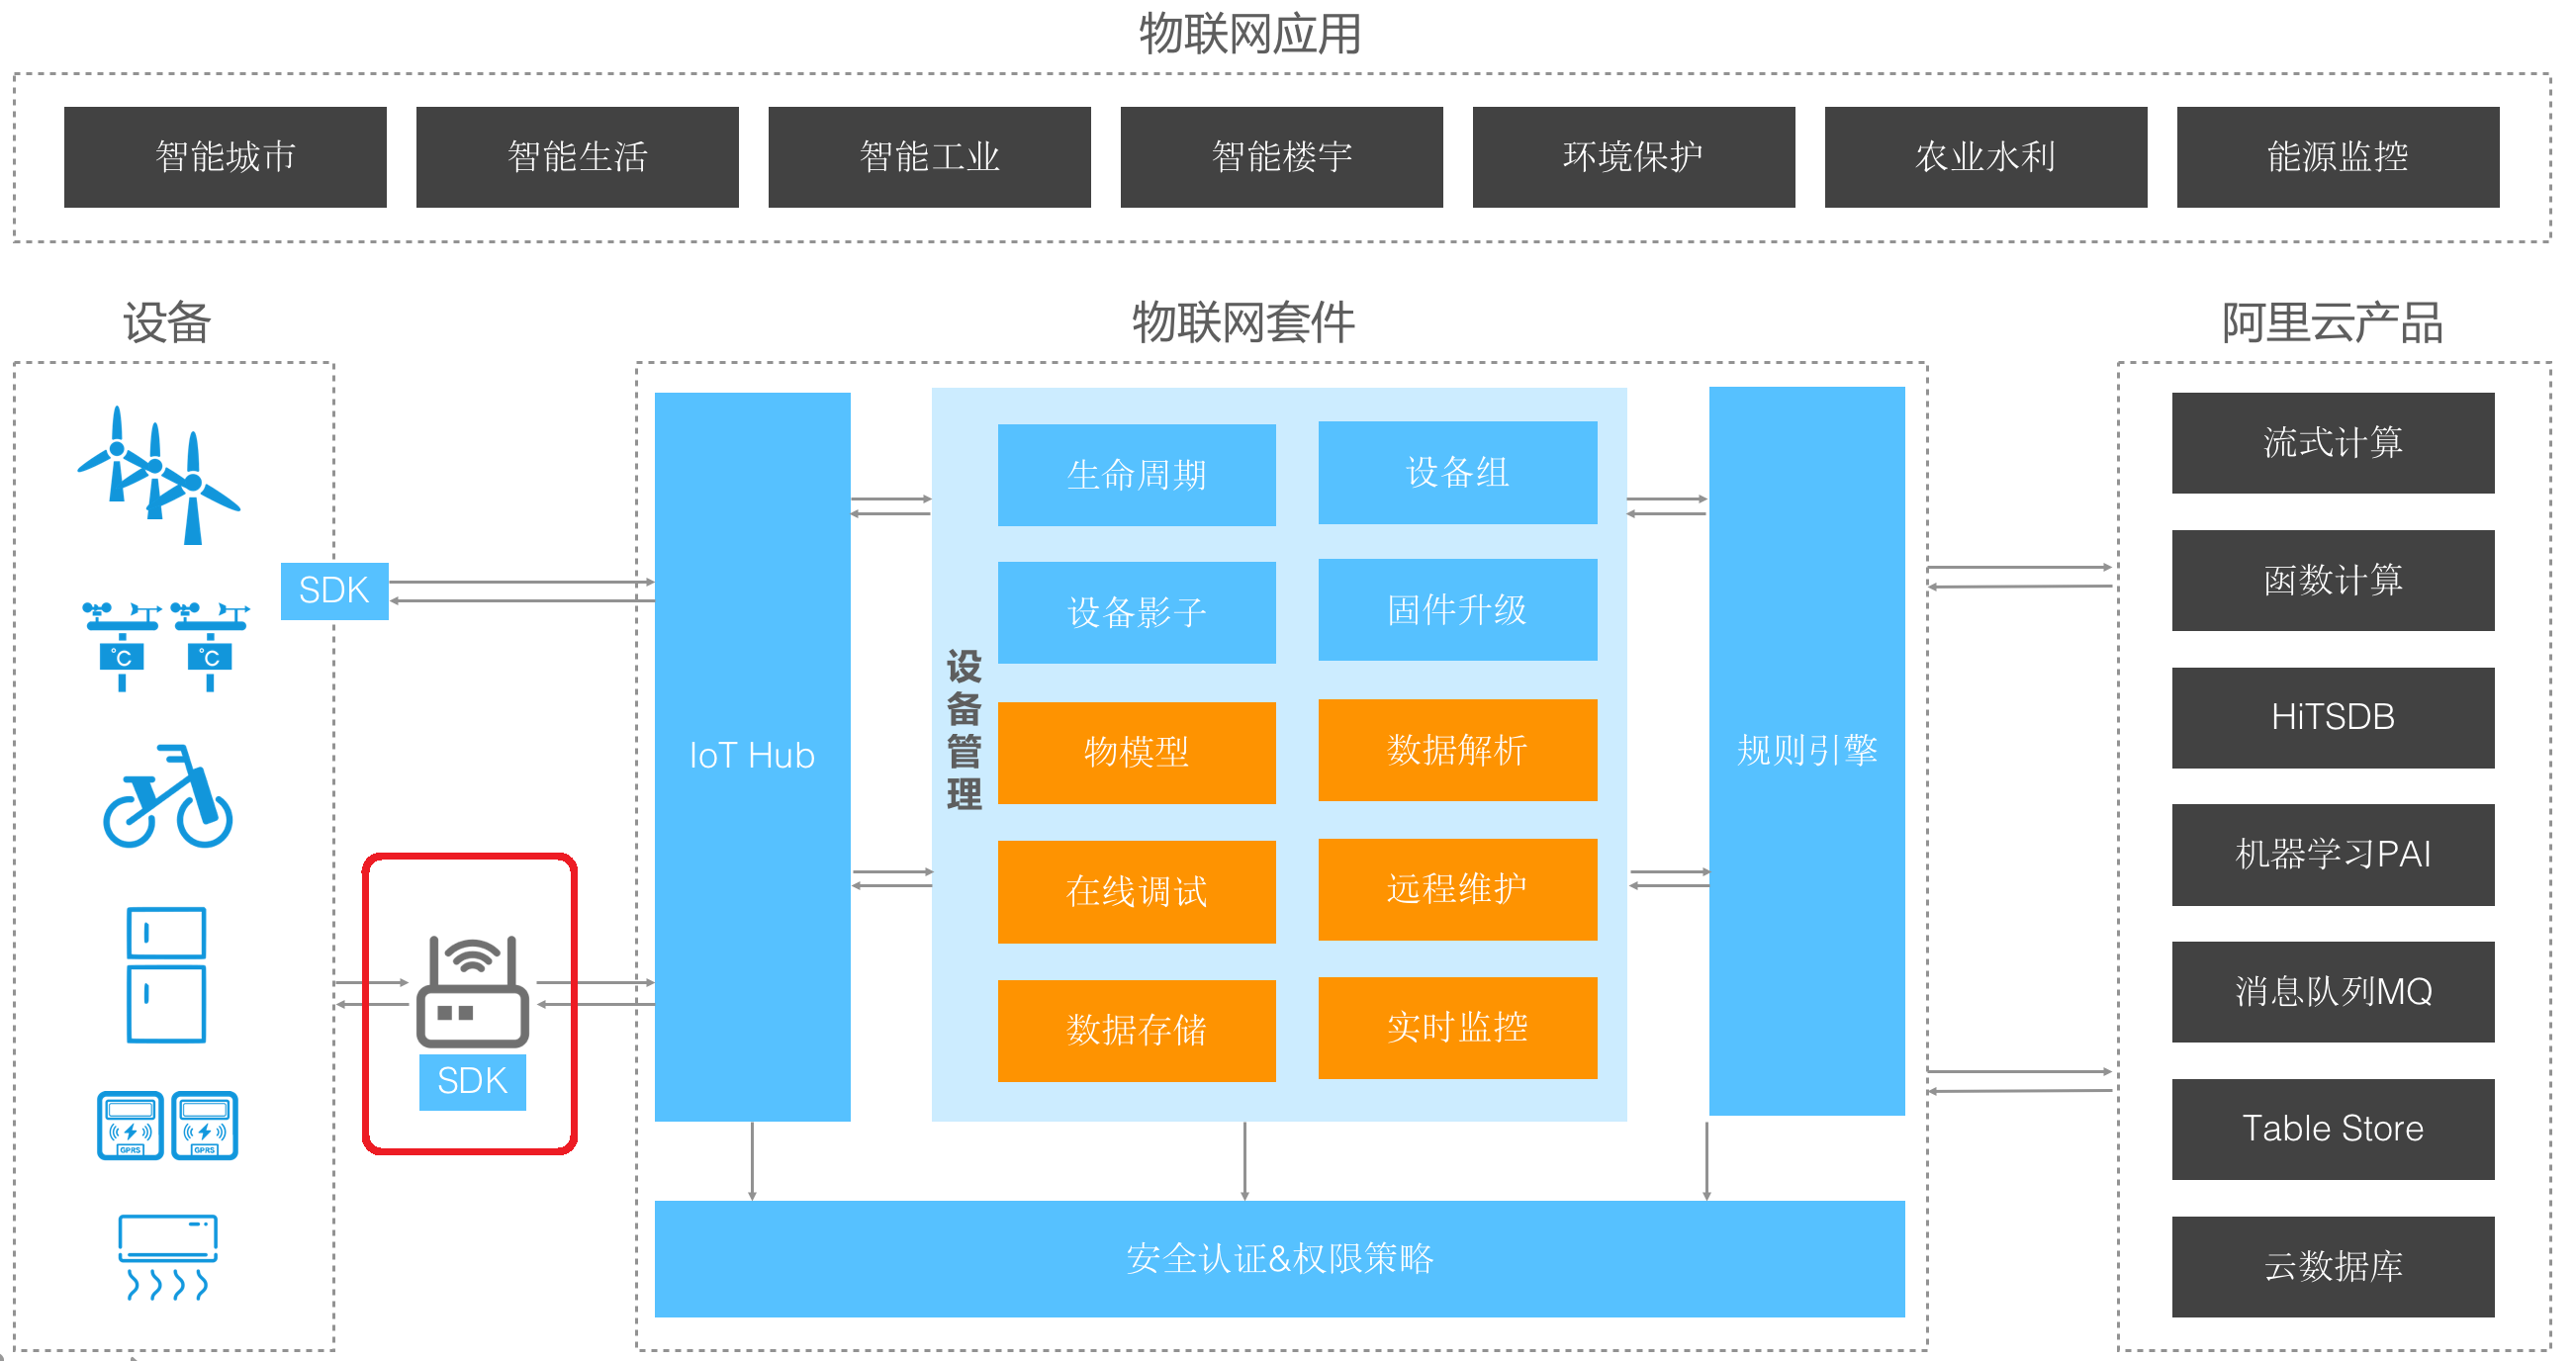 物联网应用
智能城市
智能生活
智能工业
智能楼宇
环境保护
农业水利
能源监控
设备
物联网套件
阿里云产品
SDK
°C
°C
GPRS
GPRS
SDK
IoT Hub
设备管理
生命周期
设备组
设备影子
固件升级
物模型
数据解析
在线调试
远程维护
数据存储
实时监控
规则引擎
安全认证&权限策略
流式计算
函数计算
HiTSDB
机器学习PAI
消息队列MQ
Table Store
云数据库